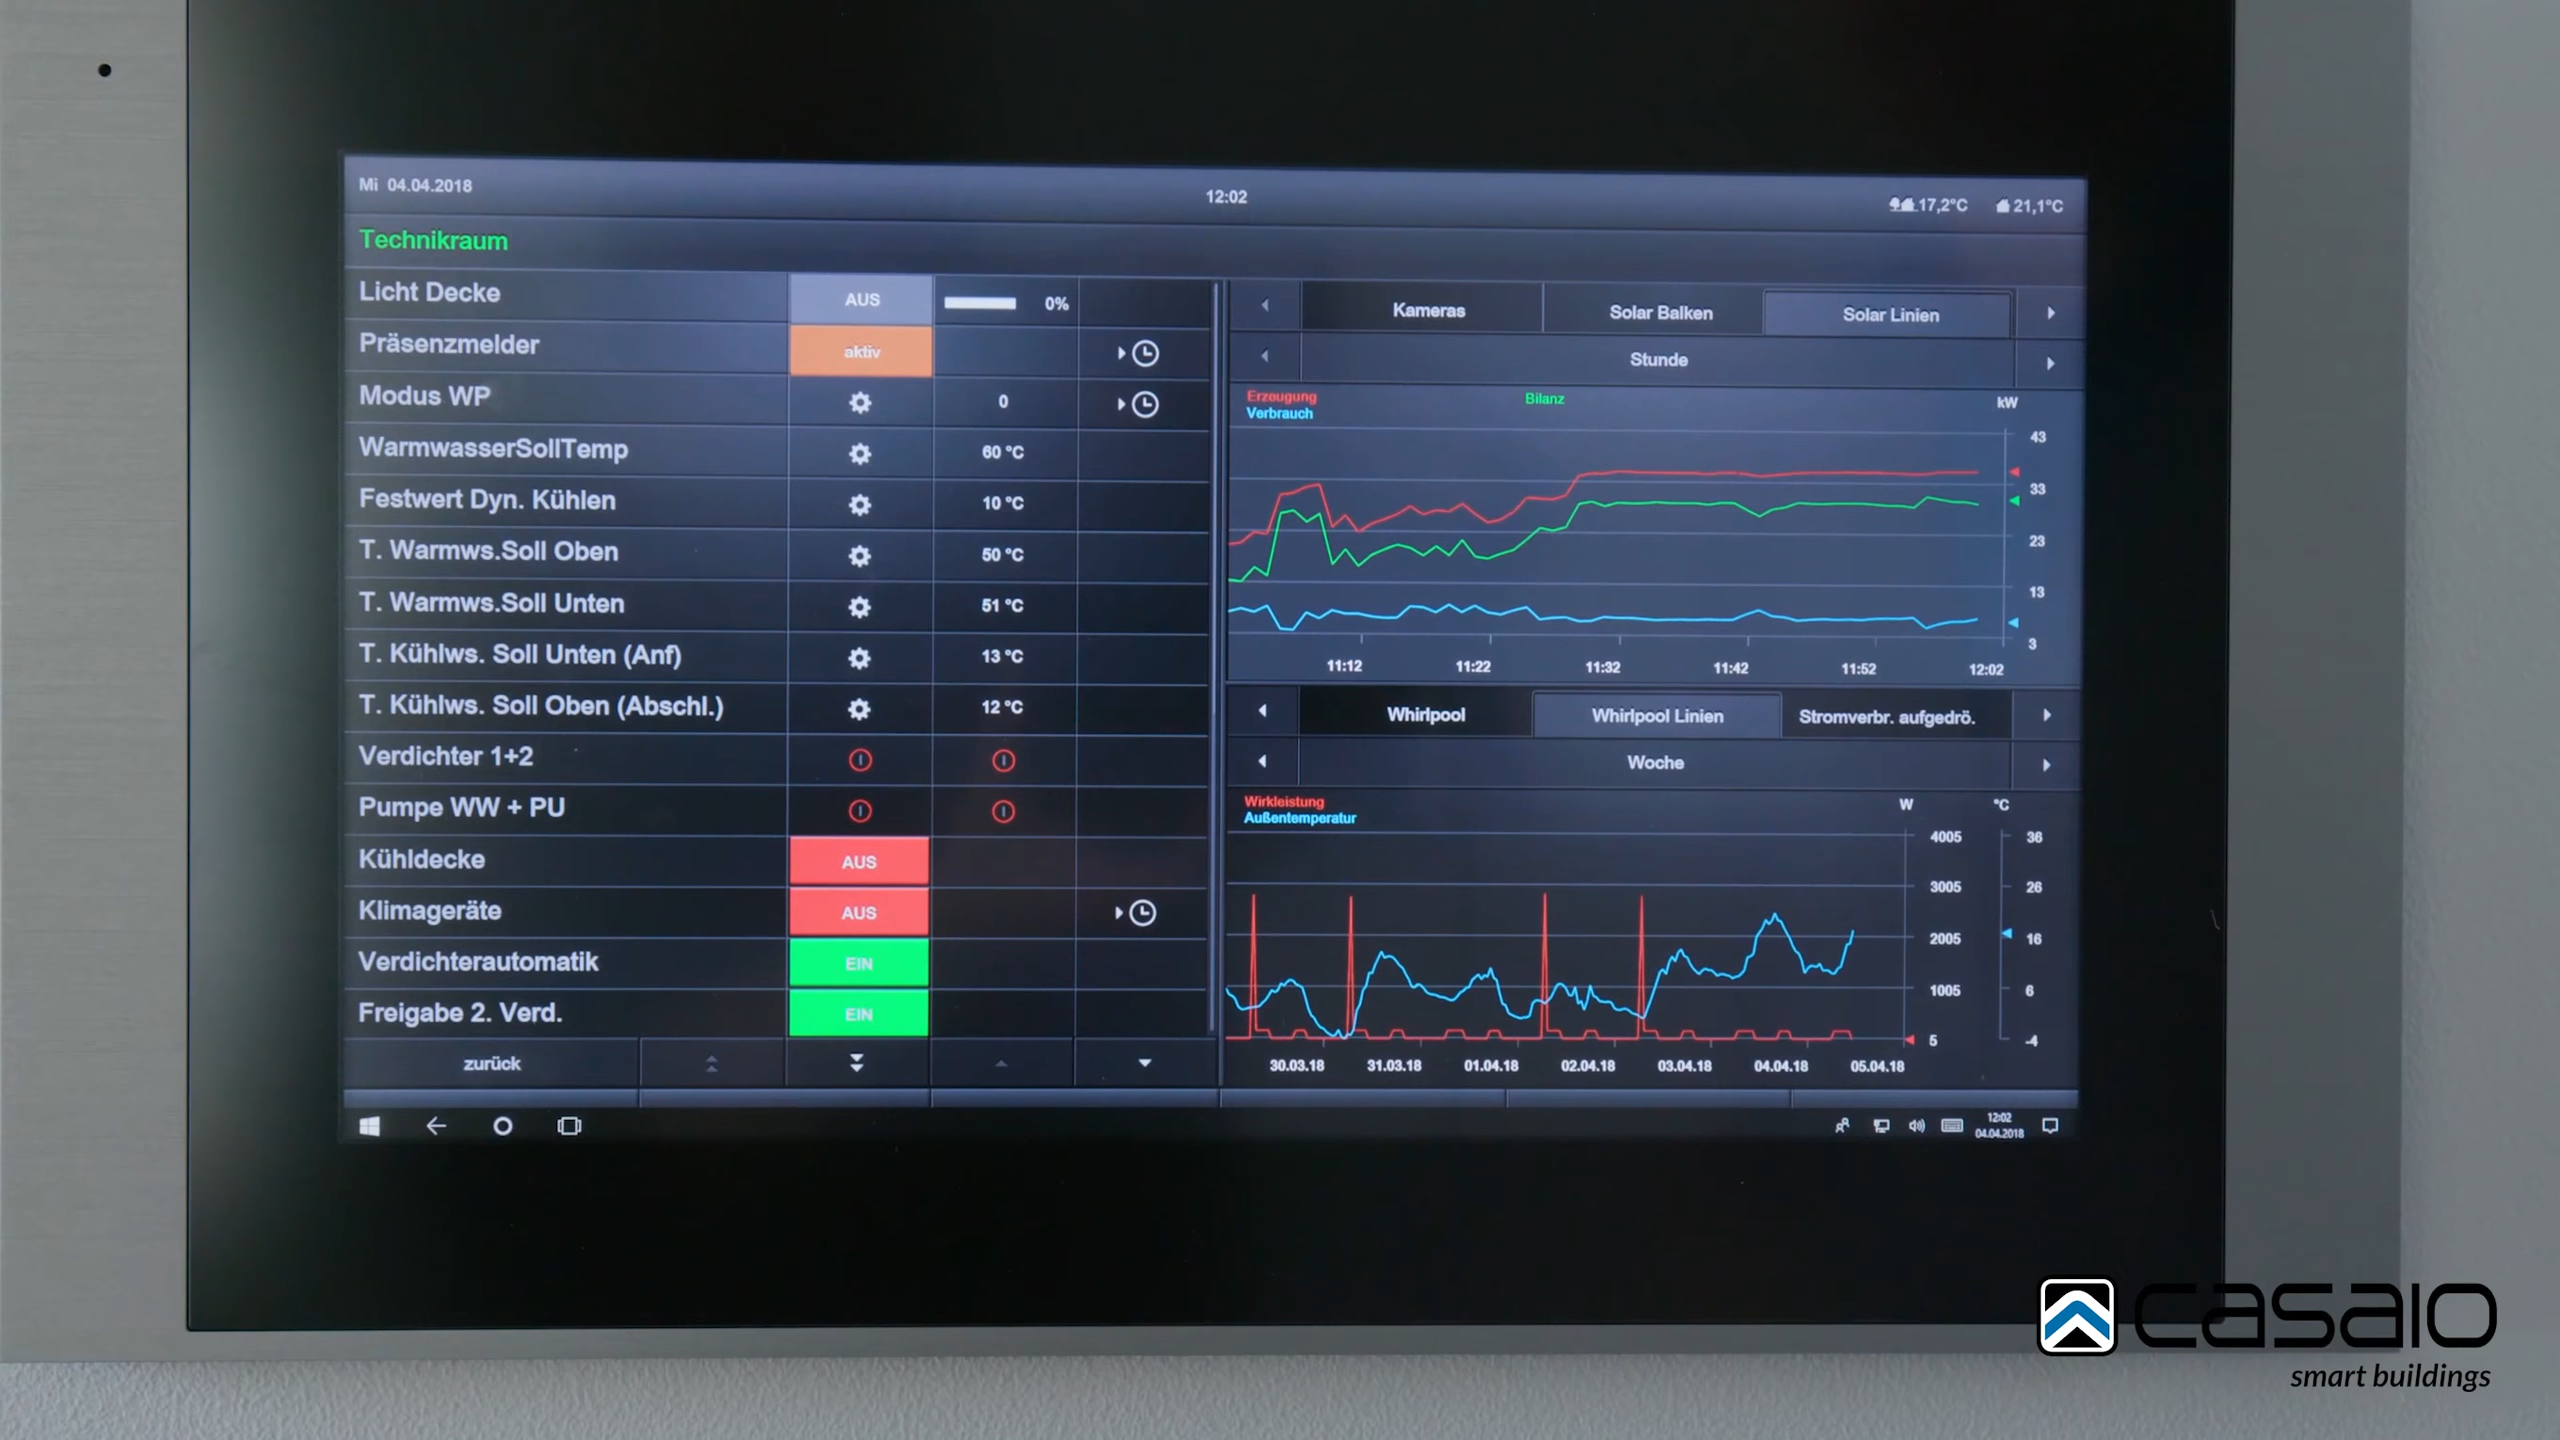 Mi 04.04.2018
12:02
17,2°C 21,1°C
Technikraum
Licht Decke AUS 0%
Präsenzmelder aktiv
Modus WP 0
WarmwasserSollTemp 60 °C
Festwert Dyn. Kühlen 10 °C
T. Warmws.Soll Oben 50 °C
T. Warmws.Soll Unten 51 °C
T. Kühlws. Soll Unten (Anf) 13 °C
T. Kühlws. Soll Oben (Abschl.) 12 °C
Verdichter 1+2
Pumpe WW + PU
Kühldecke AUS
Klimageräte AUS
Verdichterautomatik EIN
Freigabe 2. Verd. EIN
zurück
Kameras Solar Balken Solar Linien
Stunde
Erzeugung Bilanz kW
Verbrauch
43
33
23
13
3
11:12 11:22 11:32 11:42 11:52 12:02
Whirlpool Whirlpool Linien Stromverbr. aufgedrö.
Woche
Wirkleistung W °C
Außentemperatur
4005 36
3005 26
2005 16
1005 6
5 -4
30.03.18 31.03.18 01.04.18 02.04.18 03.04.18 04.04.18 05.04.18
12:02
04.04.2018
casaio
smart buildings